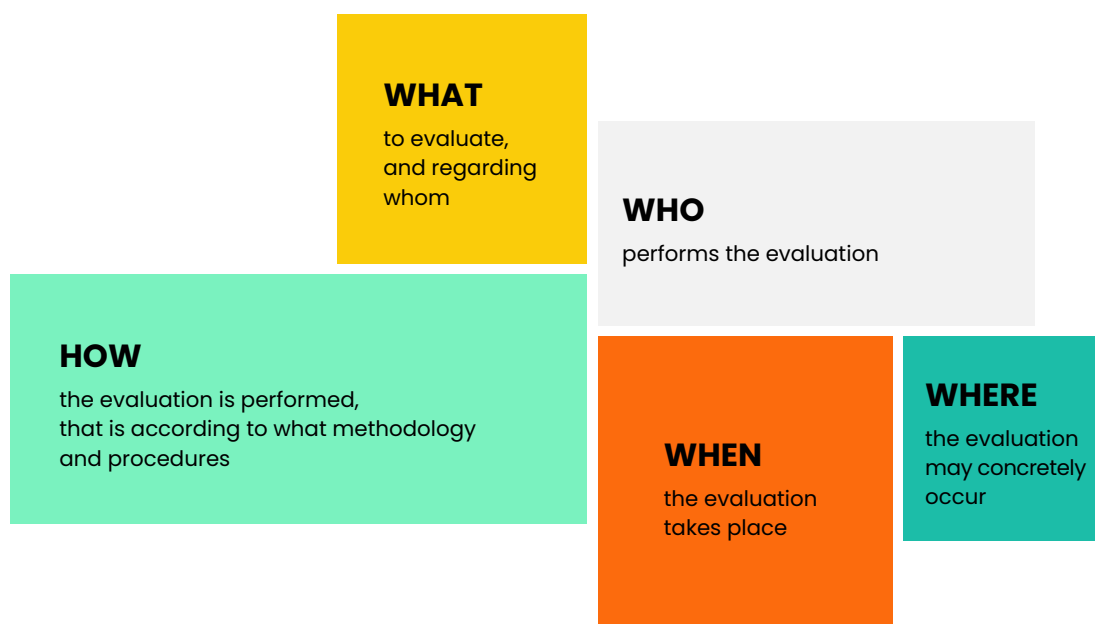 WHAT
to evaluate,
and regarding
whom
WHO
performs the evaluation
HOW
the evaluation is performed,
that is according to what methodology
and procedures
WHEN
the evaluation
takes place
WHERE
the evaluation
may concretely
occur